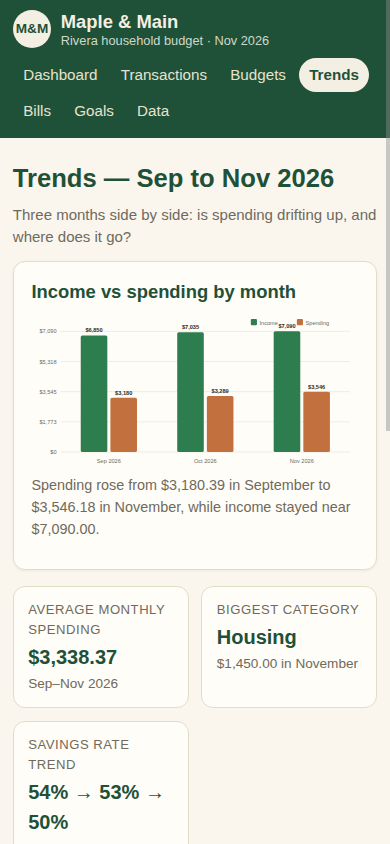 M&M
Maple & Main
Rivera household budget · Nov 2026
Dashboard Transactions Budgets Trends
Bills Goals Data
Trends — Sep to Nov 2026
Three months side by side: is spending drifting up, and
where does it go?
Income vs spending by month
Income Spending
$7,090
$5,318
$3,545
$1,773
$0
$6,850
$3,180
$7,035
$3,289
$7,090
$3,546
Sep 2026 Oct 2026 Nov 2026
Spending rose from $3,180.39 in September to
$3,546.18 in November, while income stayed near
$7,090.00.
AVERAGE MONTHLY
SPENDING
$3,338.37
Sep–Nov 2026
BIGGEST CATEGORY
Housing
$1,450.00 in November
SAVINGS RATE
TREND
54% → 53% →
50%